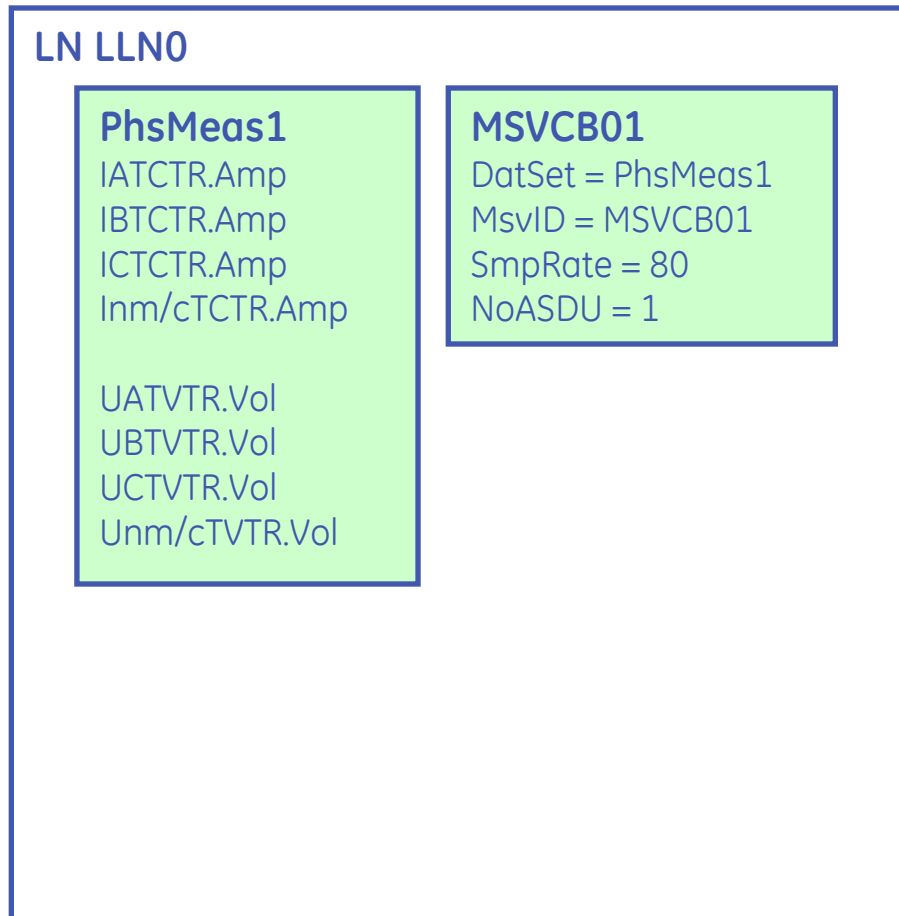 LN LLN0
PhsMeas1
IATCTR.Amp
IBTCTR.Amp
ICTCTR.Amp
Inm/cTCTR.Amp
UATVTR.Vol
UBTVTR.Vol
UCTVTR.Vol
Unm/cTVTR.Vol
MSVCB01
DatSet = PhsMeas1
MsvID = MSVCB01
SmpRate = 80
NoASDU = 1